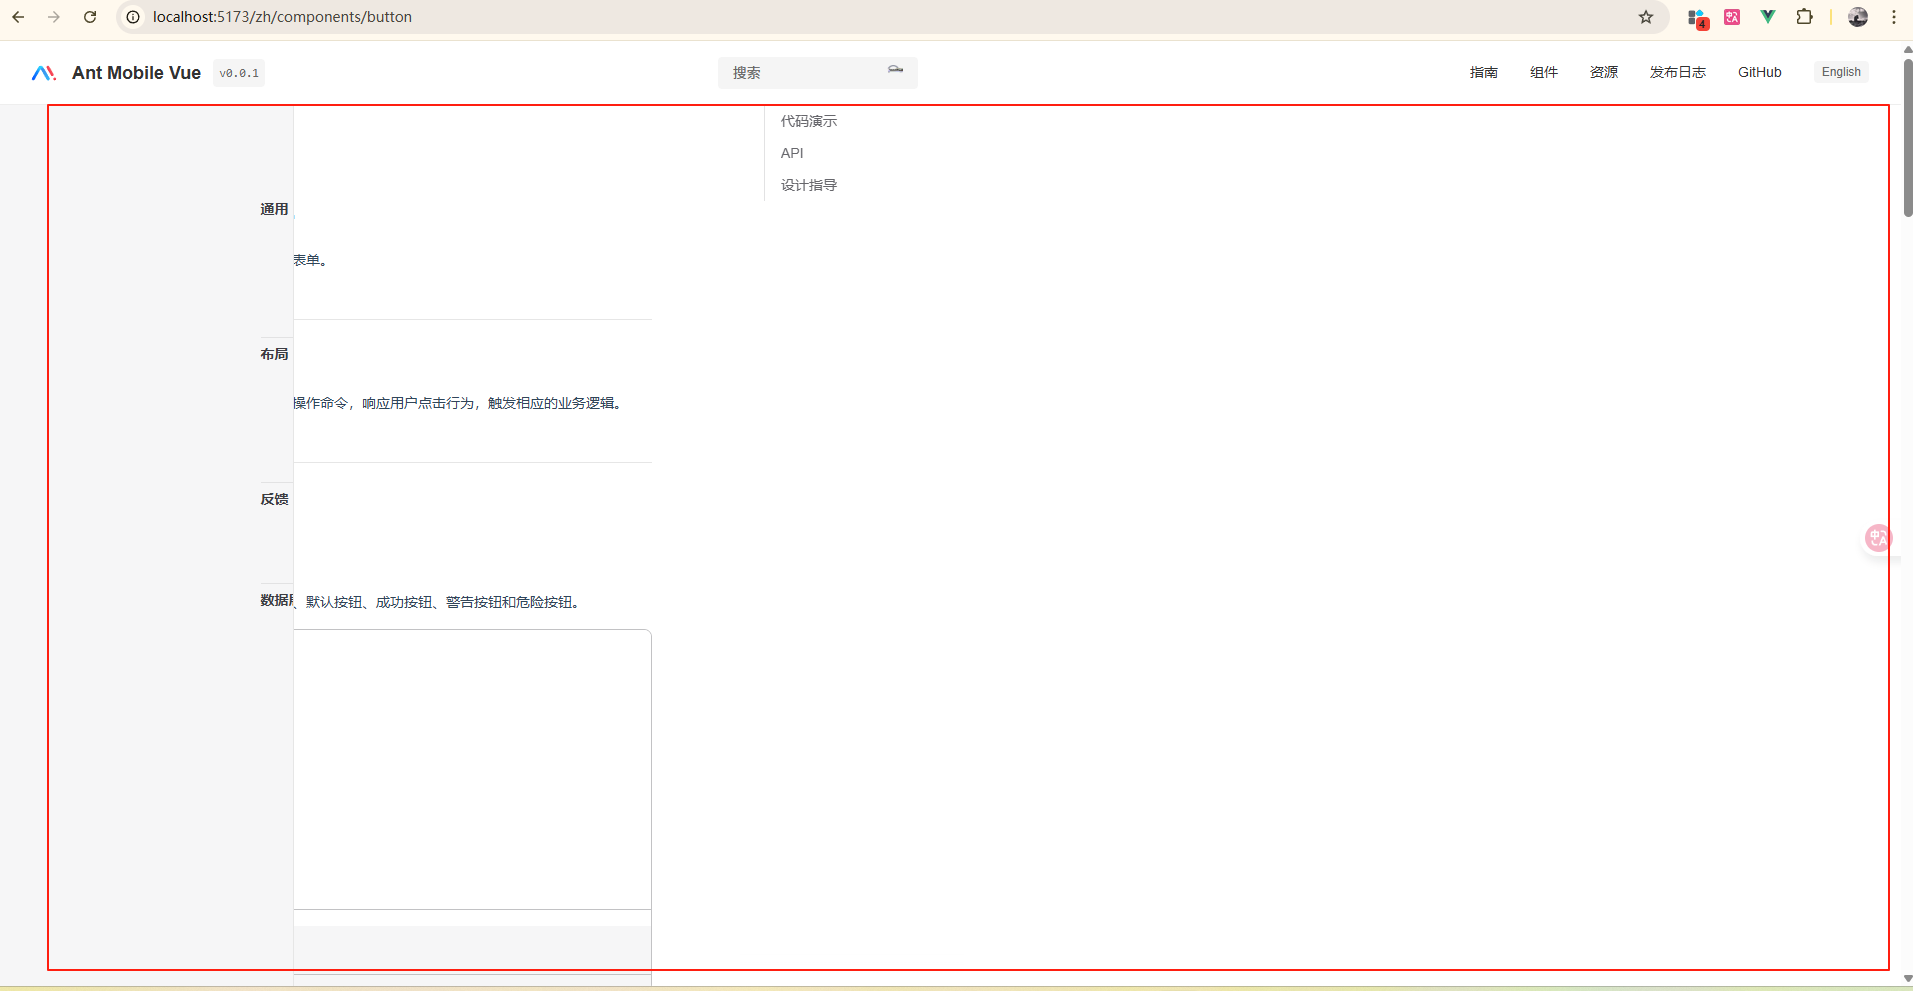 localhost:5173/zh/components/button
4
Ant Mobile Vue
v0.0.1
搜索
指南
组件
资源
发布日志
GitHub
English
代码演示
API
设计指导
通用
表单。
布局
操作命令，响应用户点击行为，触发相应的业务逻辑。
反馈
数据
、默认按钮、成功按钮、警告按钮和危险按钮。